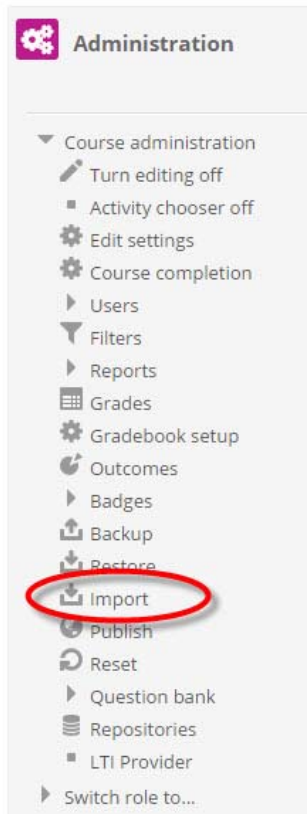 Administration
Course administration
Turn editing off
Activity chooser off
Edit settings
Course completion
Users
Filters
Reports
Grades
Gradebook setup
Outcomes
Badges
Backup
Restore
Import
Publish
Reset
Question bank
Repositories
LTI Provider
Switch role to...